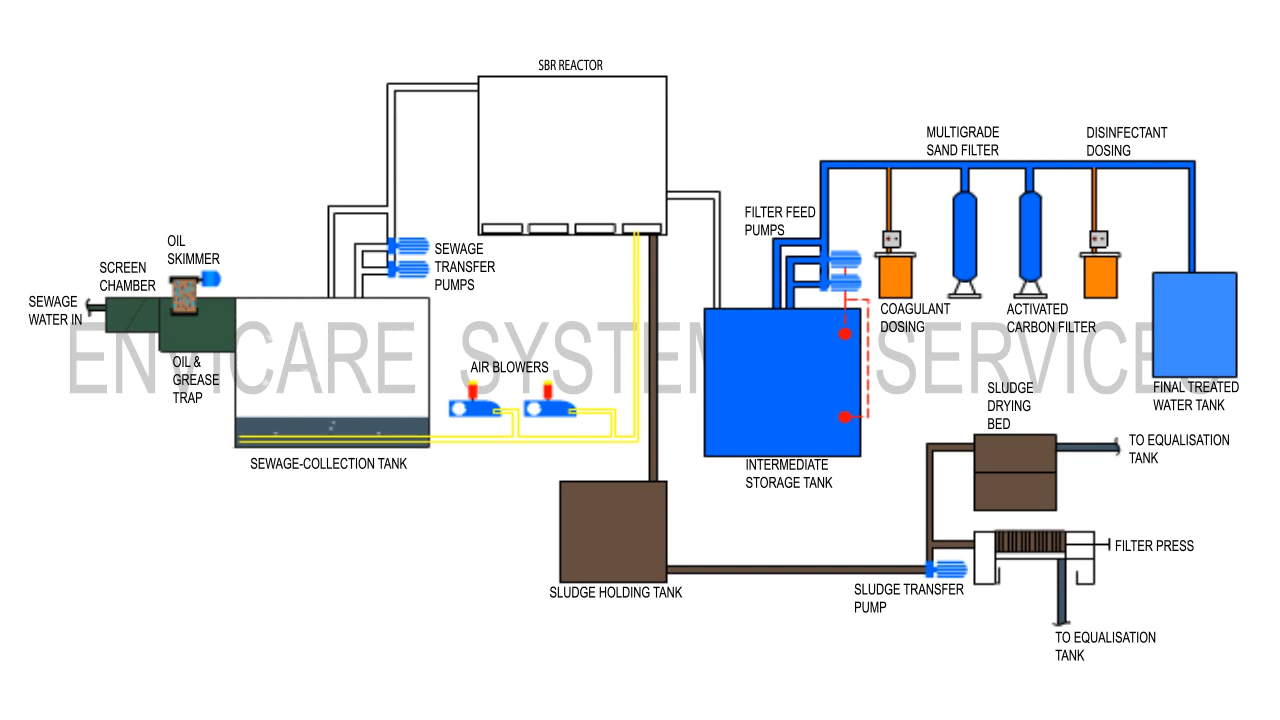 SBR REACTOR
MULTIGRADE
SAND FILTER
DISINFECTANT
DOSING
FILTER FEED
PUMPS
OIL
SKIMMER
SEWAGE
TRANSFER
PUMPS
SCREEN
CHAMBER
SEWAGE
WATER IN
COAGULANT
DOSING
ACTIVATED
CARBON FILTER
ENVICARE SYSTEM SERVICES
OIL &
GREASE
TRAP
AIR BLOWERS
FINAL TREATED
WATER TANK
SLUDGE
DRYING
BED
TO EQUALISATION
TANK
SEWAGE-COLLECTION TANK
INTERMEDIATE
STORAGE TANK
FILTER PRESS
SLUDGE HOLDING TANK
SLUDGE TRANSFER
PUMP
TO EQUALISATION
TANK